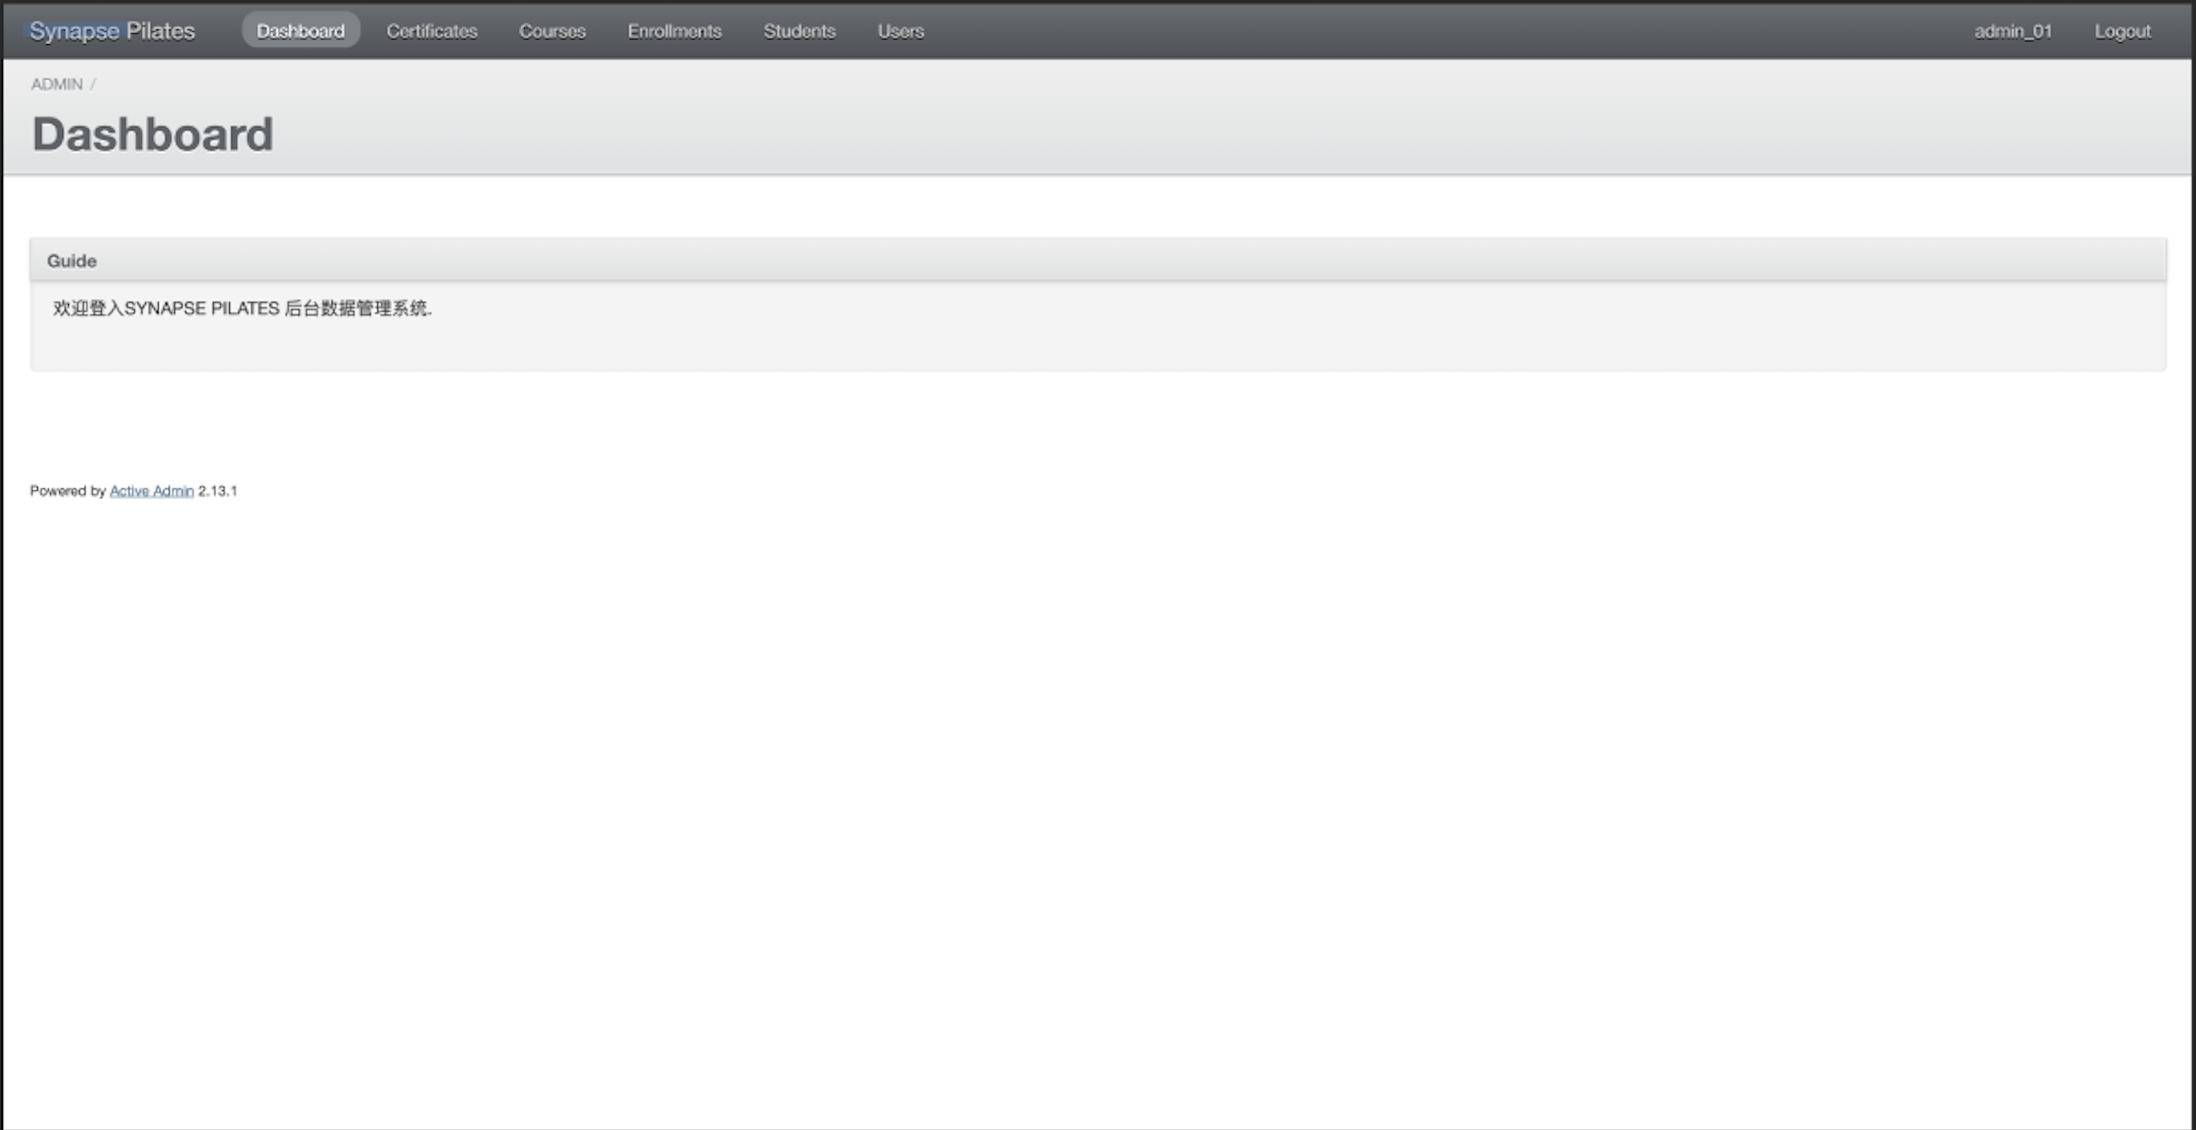 Synapse Pilates Dashboard Certificates Courses Enrollments Students Users admin_01 Logout
ADMIN /
Dashboard
Guide
欢迎登入SYNAPSE PILATES 后台数据管理系统.
Powered by Active Admin 2.13.1